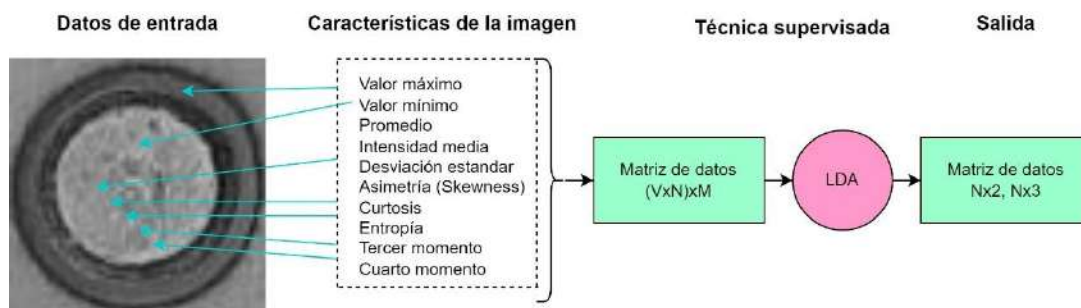 Datos de entrada
Características de la imagen
Técnica supervisada
Salida
Valor máximo
Valor mínimo
Promedio
Intensidad media
Desviación estandar
Asimetría (Skewness)
Curtosis
Entropía
Tercer momento
Cuarto momento
Matriz de datos
(VxN)xM
LDA
Matriz de datos
Nx2, Nx3